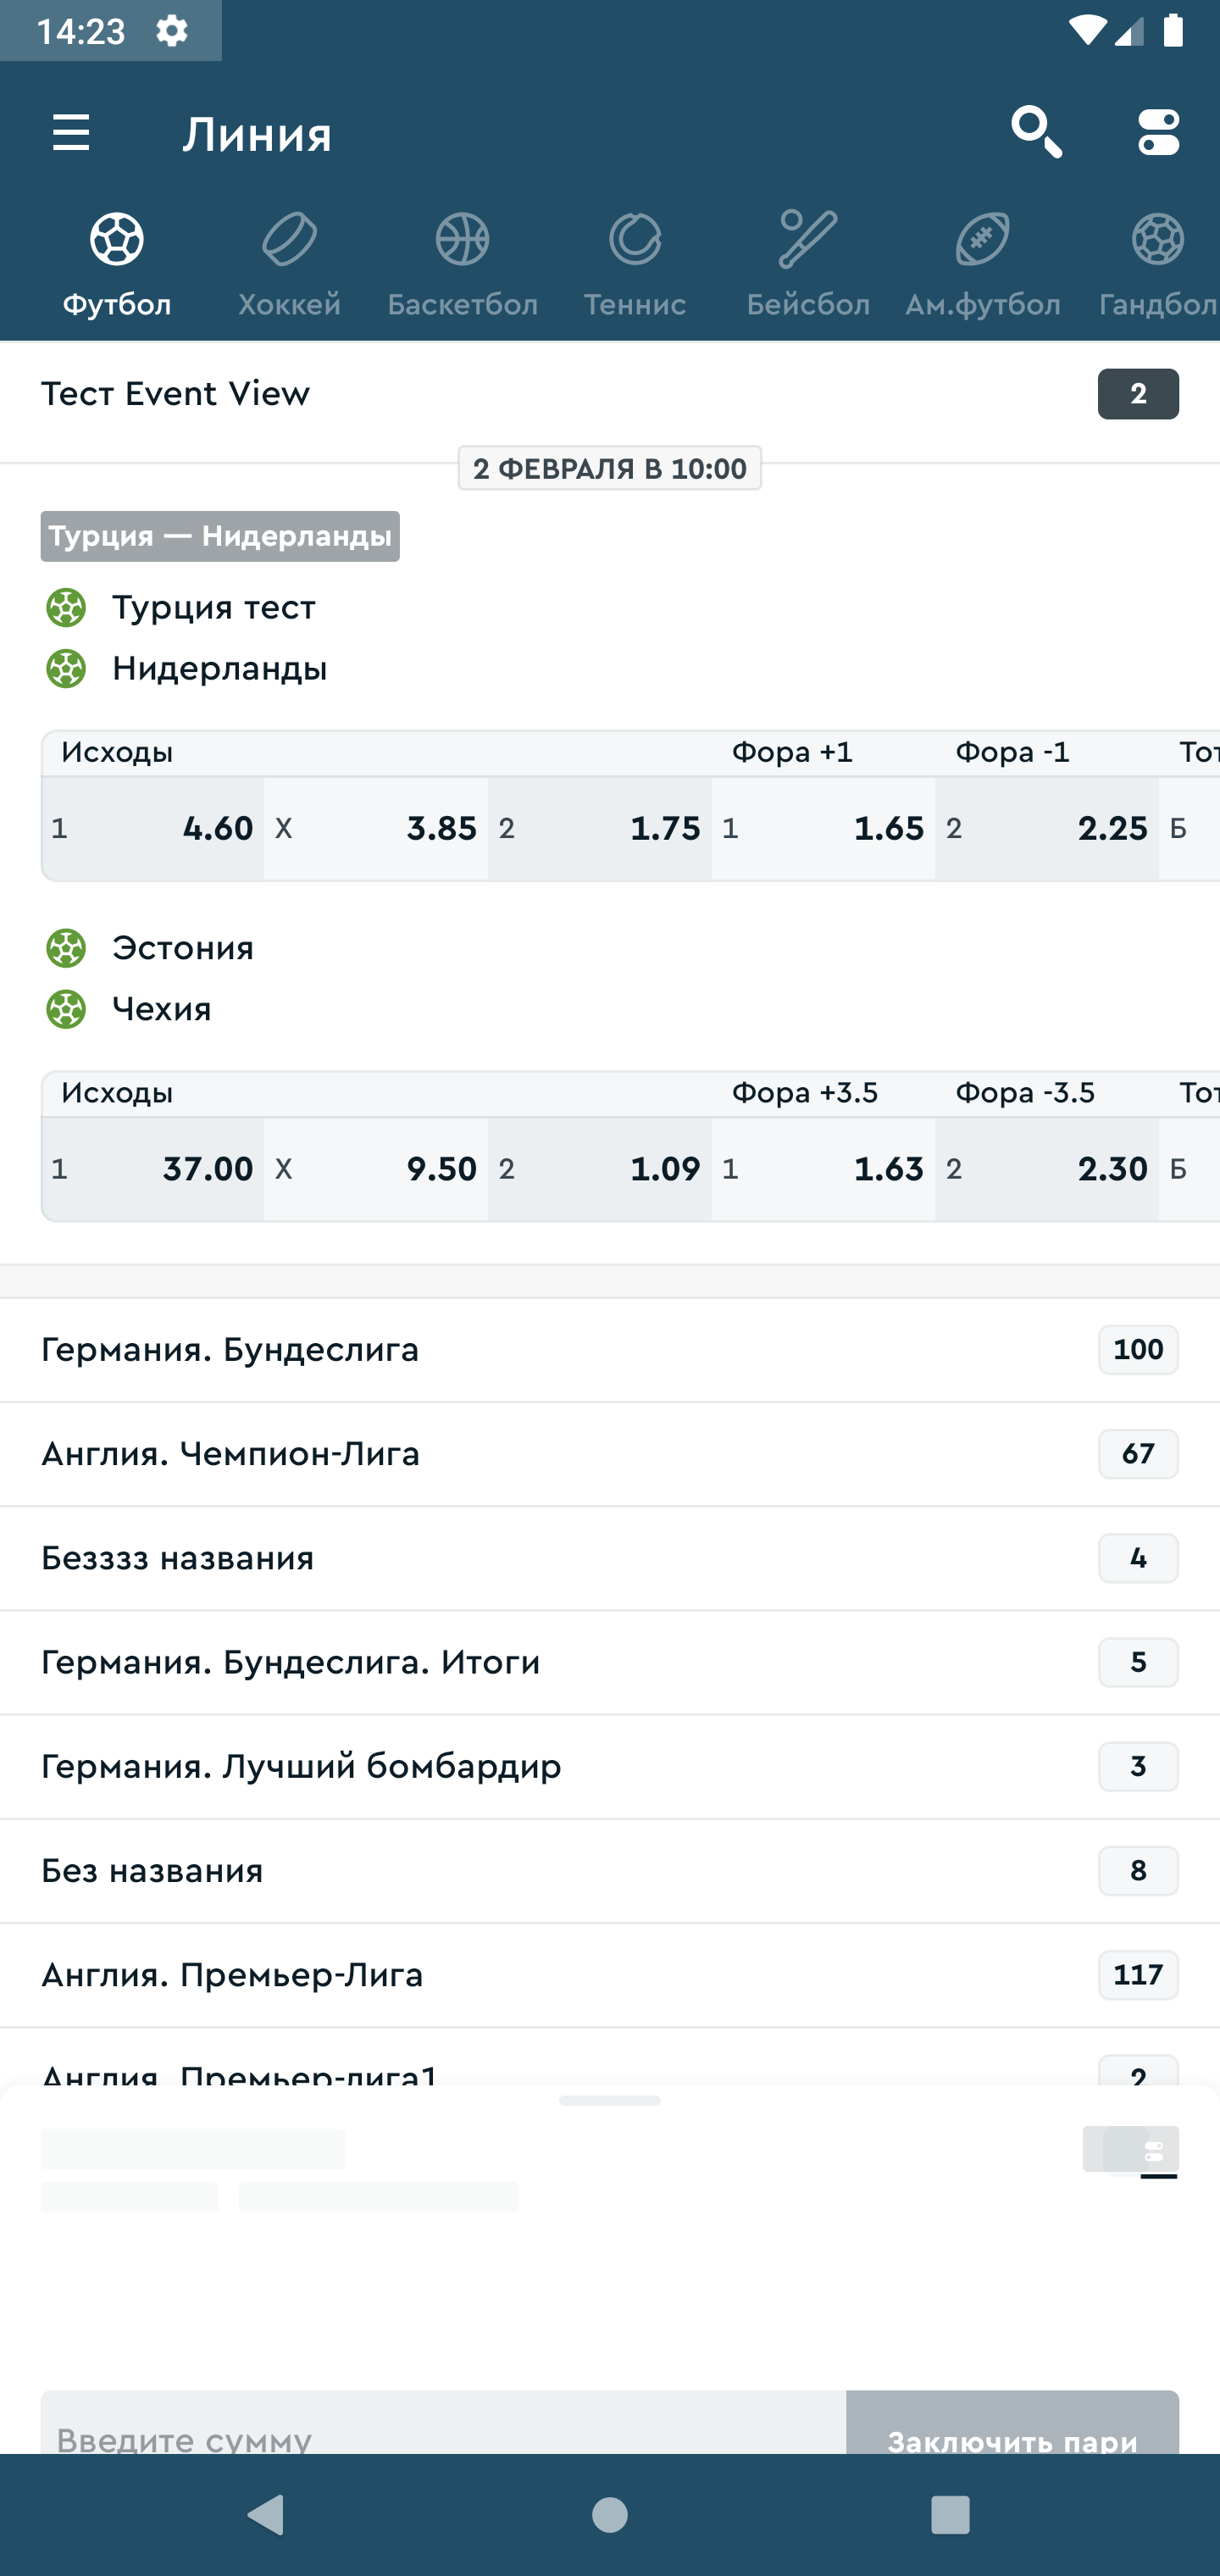 14:23
Линия
Футбол Хоккей Баскетбол Теннис Бейсбол Ам.футбол Гандбол
Тест Event View 2
2 ФЕВРАЛЯ В 10:00
Турция — Нидерланды
Турция тест
Нидерланды
Исходы Фора +1 Фора -1
1 4.60 X 3.85 2 1.75 1 1.65 2 2.25 Б
Эстония
Чехия
Исходы Фора +3.5 Фора -3.5
1 37.00 X 9.50 2 1.09 1 1.63 2 2.30 Б
Германия. Бундеслига 100
Англия. Чемпион-Лига 67
Безззз названия 4
Германия. Бундеслига. Итоги 5
Германия. Лучший бомбардир 3
Без названия 8
Англия. Премьер-Лига 117
Англия. Премьер-лига1 2
Введите сумму Заключить пари